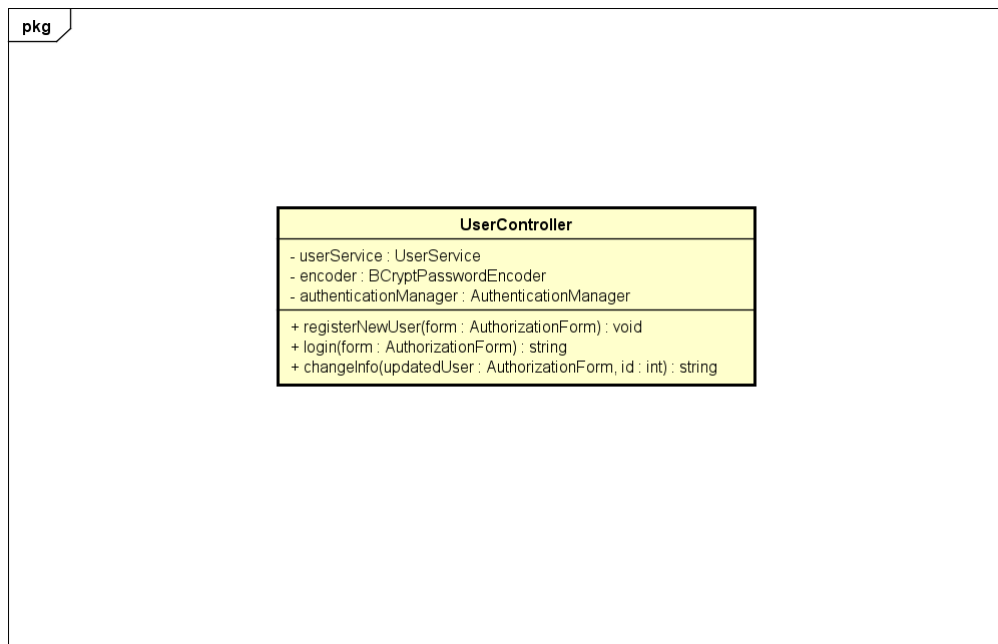 pkg
UserController
- userService : UserService
- encoder : BCryptPasswordEncoder
- authenticationManager : AuthenticationManager
+ registerNewUser(form : AuthorizationForm) : void
+ login(form : AuthorizationForm) : string
+ changeInfo(updatedUser : AuthorizationForm, id : int) : string